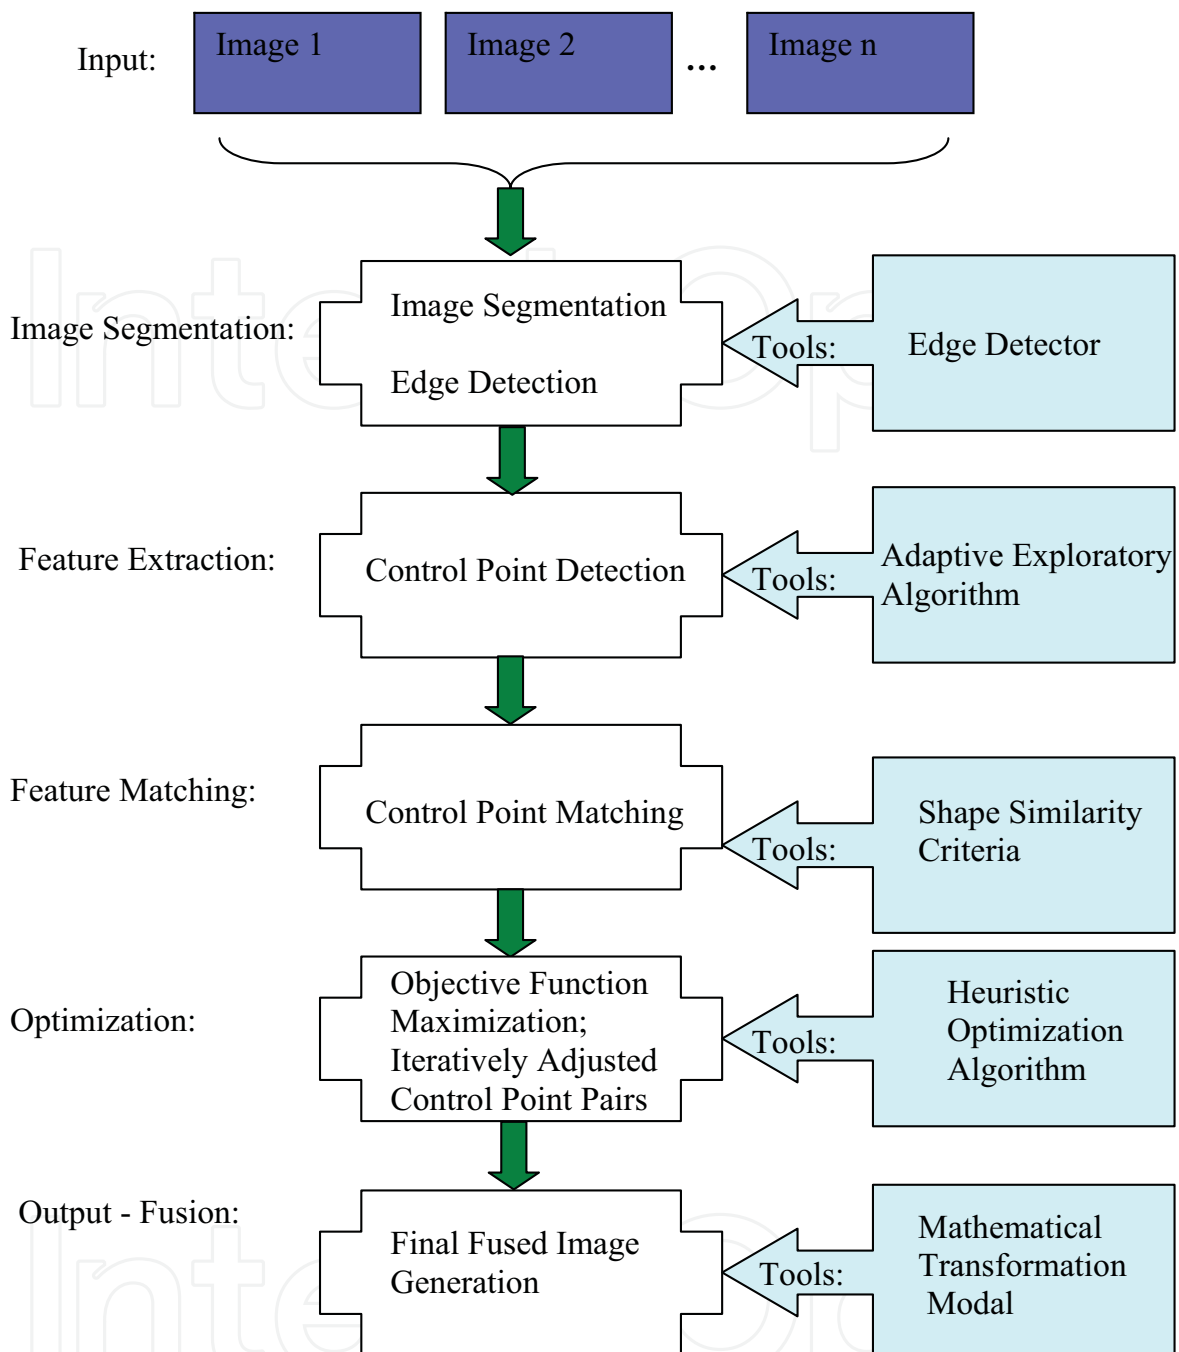 Input:
Image 1
Image 2
...
Image n
Image Segmentation:
Image Segmentation
Edge Detection
Tools:
Edge Detector
Feature Extraction:
Control Point Detection
Tools:
Adaptive Exploratory
Algorithm
Feature Matching:
Control Point Matching
Tools:
Shape Similarity
Criteria
Optimization:
Objective Function
Maximization;
Iteratively Adjusted
Control Point Pairs
Tools:
Heuristic
Optimization
Algorithm
Output - Fusion:
Final Fused Image
Generation
Tools:
Mathematical
Transformation
Modal